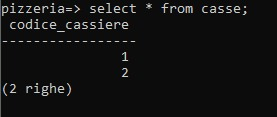 pizzeria=> select * from casse;
codice_cassiere
-----------------
1
2
(2 righe)